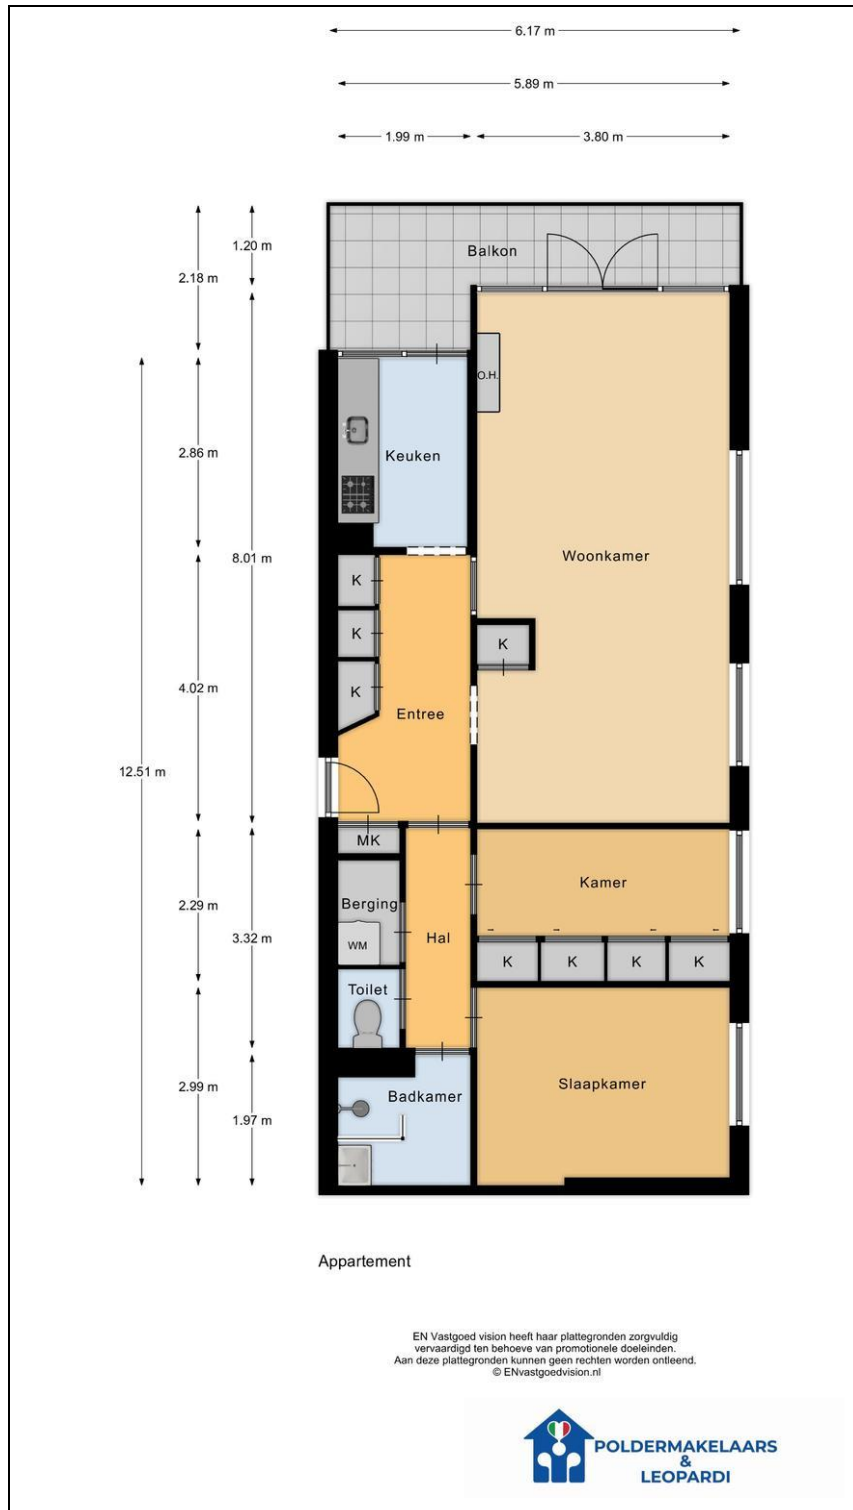 6.17 m
5.89 m
1.99 m
3.80 m
1.20 m
Balkon
2.18 m
O.H.
2.86 m
Keuken
8.01 m
Woonkamer
K
K
K
K
4.02 m
Entree
12.51 m
MK
Kamer
2.29 m
Berging
3.32 m
Hal
WM
K
K
K
K
Toilet
2.99 m
Slaapkamer
Badkamer
1.97 m
Appartement
EN Vastgoed vision heeft haar plattegronden zorgvuldig
vervaardigd ten behoeve van promotionele doeleinden.
Aan deze plattegronden kunnen geen rechten worden ontleend.
© ENvastgoedvision.nl
POLDERMAKELAARS
&
LEOPARDI